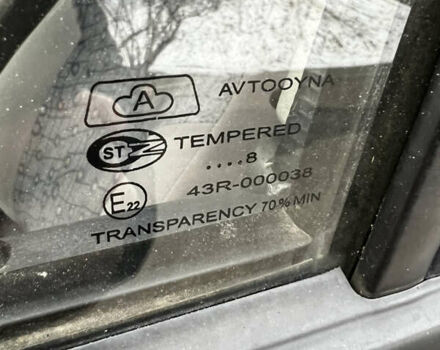 A AVTOOYNA
STZ TEMPERED
....8
E22 43R-000038
TRANSPARENCY 70% MIN